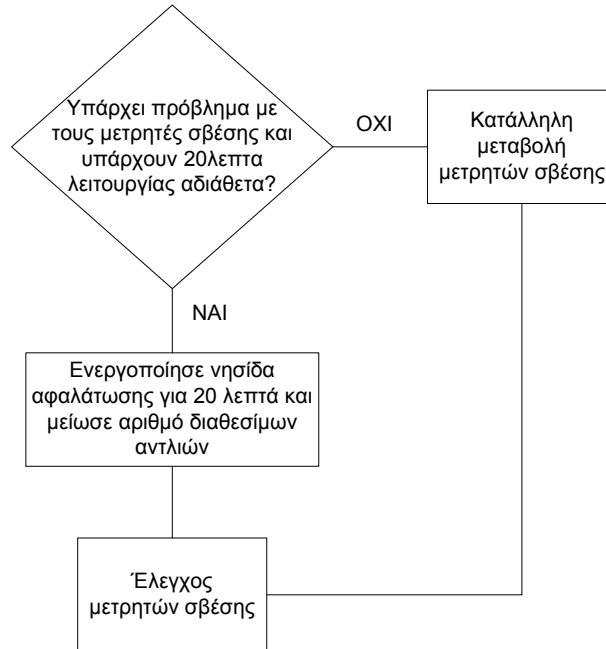 Υπάρχει πρόβλημα με
τους μετρητές σβέσης και
υπάρχουν 20λεπτα
λειτουργίας αδιάθετα?
ΟΧΙ
Κατάλληλη
μεταβολή
μετρητών σβέσης
ΝΑΙ
Ενεργοποίησε νησίδα
αφαλάτωσης για 20 λεπτά και
μείωσε αριθμό διαθεσίμων
αντλιών
Έλεγχος
μετρητών σβέσης